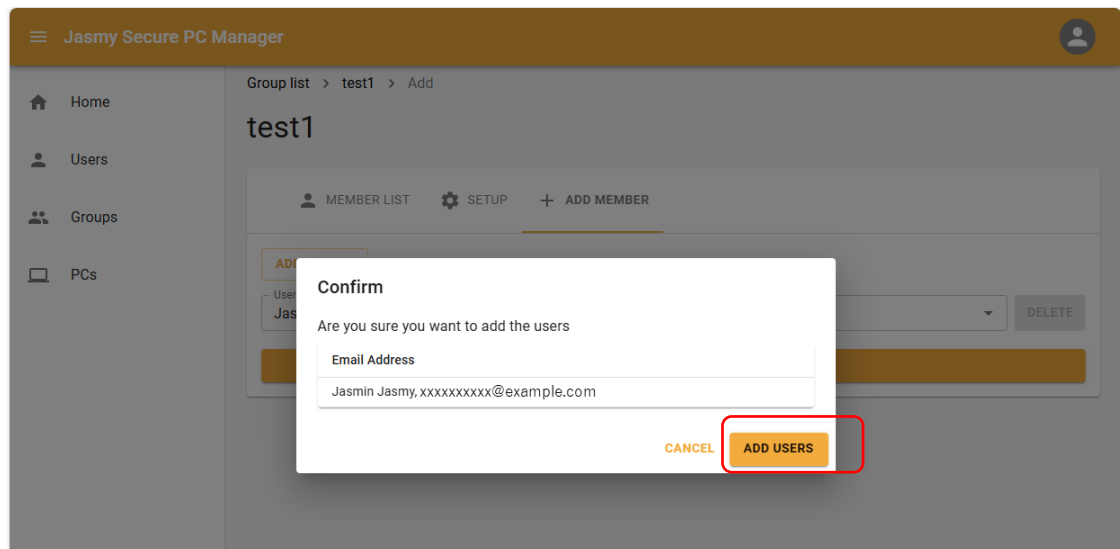 Jasmy Secure PC Manager
Home
Users
Groups
PCs
Group list > test1 > Add
test1
MEMBER LIST SETUP + ADD MEMBER
User
DELETE
Confirm
Are you sure you want to add the users
Email Address
Jasmin Jasmy, xxxxxxxxxx@example.com
CANCEL ADD USERS